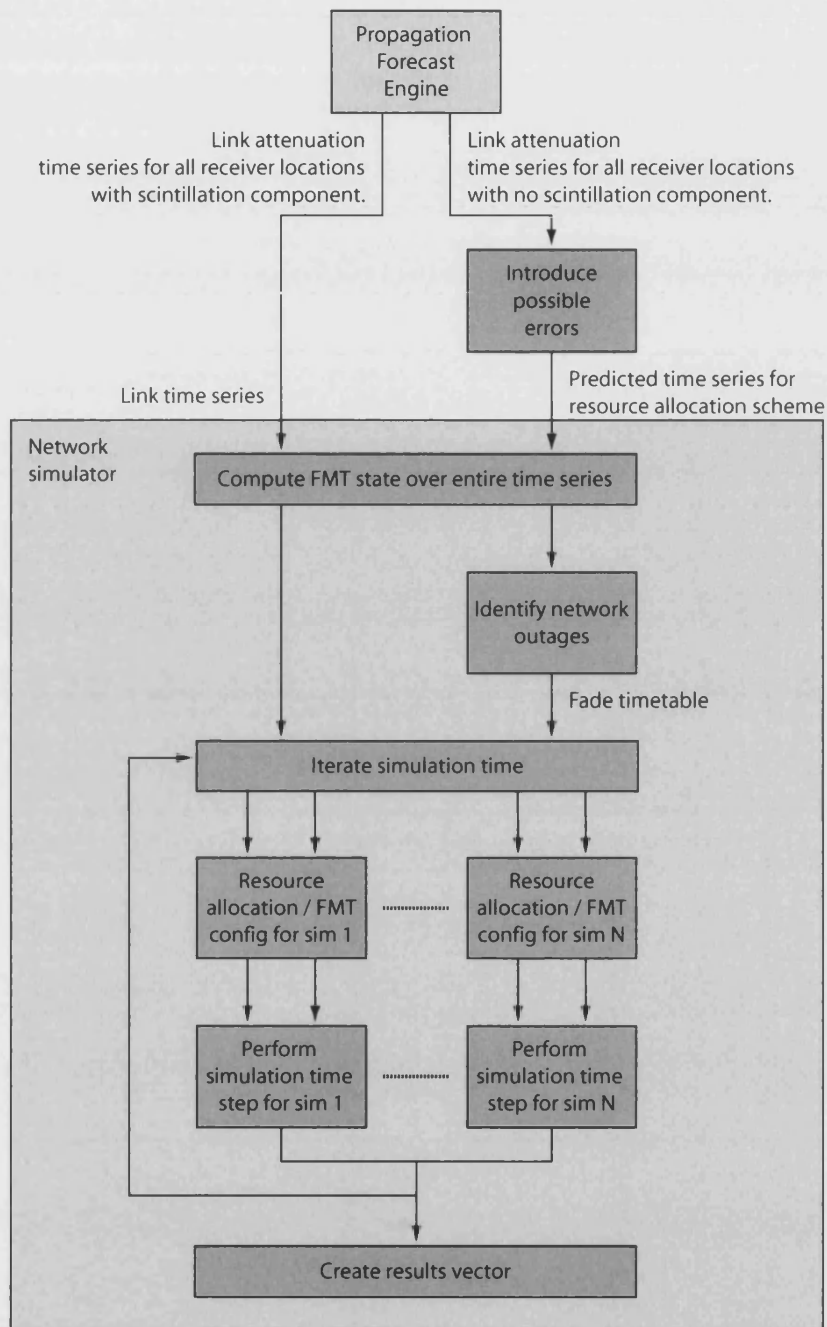 Propagation
Forecast
Engine
Link attenuation
time series for all receiver locations
with scintillation component.
Link attenuation
time series for all receiver locations
with no scintillation component.
Introduce
possible
errors
Link time series
Predicted time series for
resource allocation scheme
Network
simulator
Compute FMT state over entire time series
Identify network
outages
Fade timetable
Iterate simulation time
Resource
allocation / FMT
config for sim 1
Resource
allocation / FMT
config for sim N
Perform
simulation time
step for sim 1
Perform
simulation time
step for sim N
Create results vector